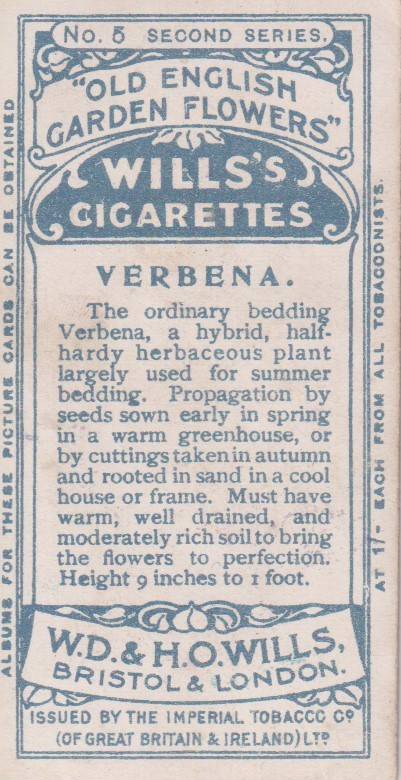 No. 5 SECOND SERIES.
"OLD ENGLISH
GARDEN FLOWERS"
WILLS'S
CIGARETTES
VERBENA.
The ordinary bedding
Verbena, a hybrid, half-
hardy herbaceous plant
largely used for summer
bedding. Propagation by
seeds sown early in spring
in a warm greenhouse, or
by cuttings taken in autumn
and rooted in sand in a cool
house or frame. Must have
warm, well drained, and
moderately rich soil to bring
the flowers to perfection.
Height 9 inches to 1 foot.
W.D. & H.O. WILLS,
BRISTOL & LONDON.
ISSUED BY THE IMPERIAL TOBACCO Co
(OF GREAT BRITAIN & IRELAND) LTD
ALBUMS FOR THESE PICTURE CARDS CAN BE OBTAINED
AT 1/- EACH FROM ALL TOBACCONISTS.